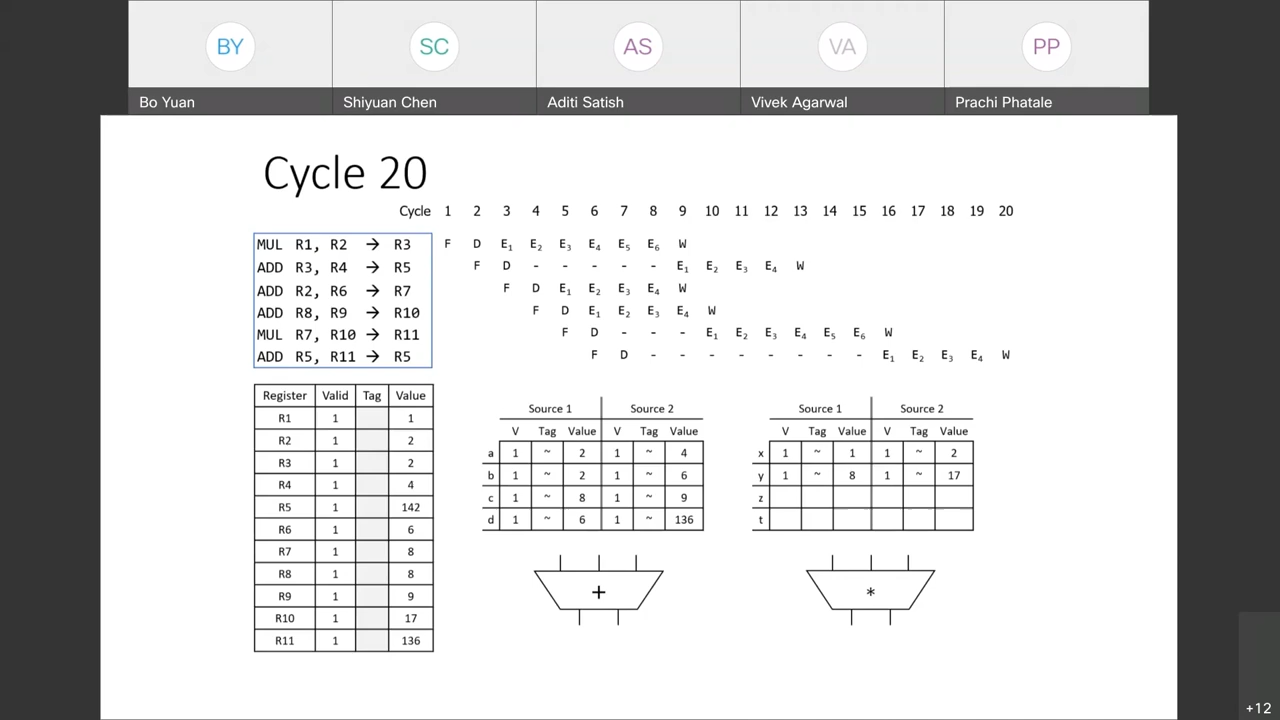 BY SC AS VA PP
Bo Yuan Shiyuan Chen Aditi Satish Vivek Agarwal Prachi Phatale
Cycle 20
Cycle 1 2 3 4 5 6 7 8 9 10 11 12 13 14 15 16 17 18 19 20
MUL R1, R2 → R3 F D E₁ E₂ E₃ E₄ E₅ E₆ W
ADD R3, R4 → R5 F D - - - - - E₁ E₂ E₃ E₄ W
ADD R2, R6 → R7 F D E₁ E₂ E₃ E₄ W
ADD R8, R9 → R10 F D E₁ E₂ E₃ E₄ W
MUL R7, R10 → R11 F D - - - E₁ E₂ E₃ E₄ E₅ E₆ W
ADD R5, R11 → R5 F D - - - - - - - - E₁ E₂ E₃ E₄ W
Register Valid Tag Value
R1 1 1
R2 1 2
R3 1 2
R4 1 4
R5 1 142
R6 1 6
R7 1 8
R8 1 8
R9 1 9
R10 1 17
R11 1 136
Source 1 Source 2
V Tag Value V Tag Value
a 1 ~ 2 1 ~ 4
b 1 ~ 2 1 ~ 6
c 1 ~ 8 1 ~ 9
d 1 ~ 6 1 ~ 136
+
Source 1 Source 2
V Tag Value V Tag Value
x 1 ~ 1 1 ~ 2
y 1 ~ 8 1 ~ 17
z
t
*
+12